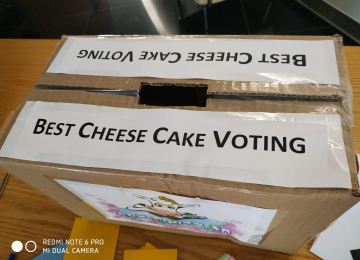 BEST CHEESE CAKE VOTING
BEST CHEESE CAKE VOTING
REDMI NOTE 6 PRO
MI DUAL CAMERA